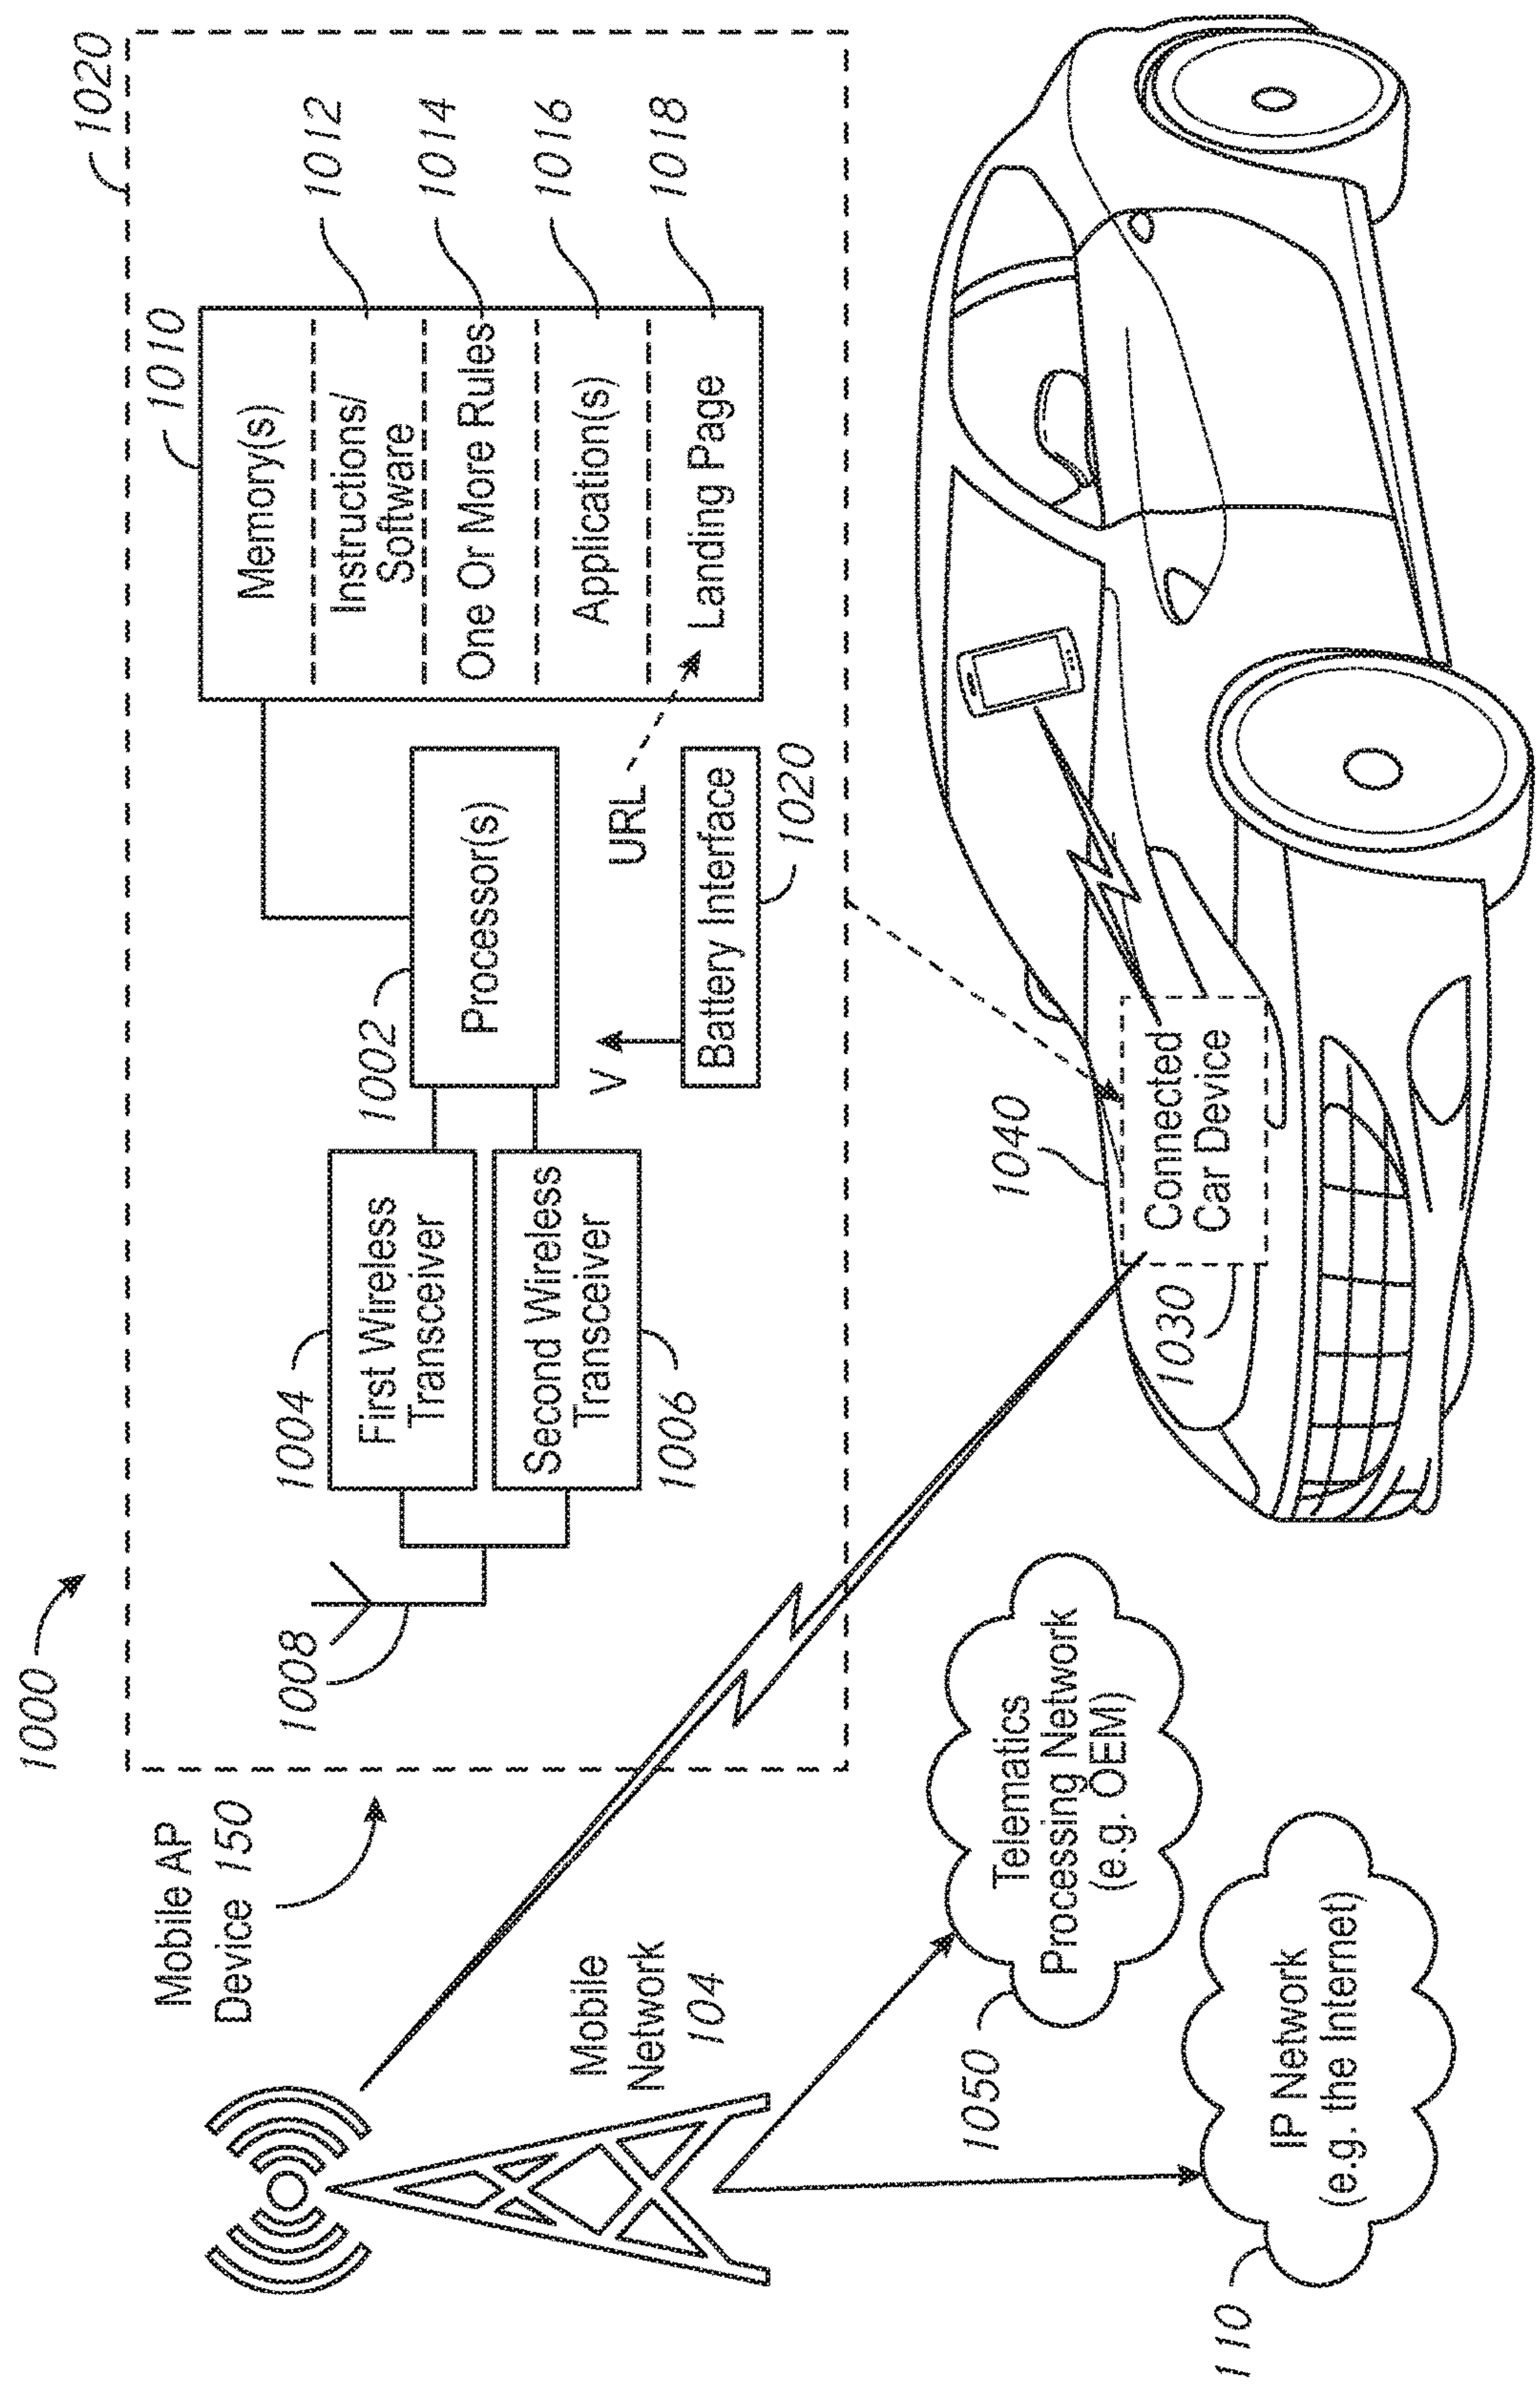 1000
1020
1010
Memory(s)
Instructions/
Software
1012
One Or More Rules
1014
Application(s)
1016
Landing Page
1018
1002
Processor(s)
URL
V
Battery Interface
1020
1004
First Wireless
Transceiver
Second Wireless
Transceiver
1006
1008
Mobile AP
Device 150
Mobile
Network
104
1040
Connected
Car Device
1030
Telematics
Processing Network
(e.g. OEM)
1050
IP Network
(e.g. the Internet)
110